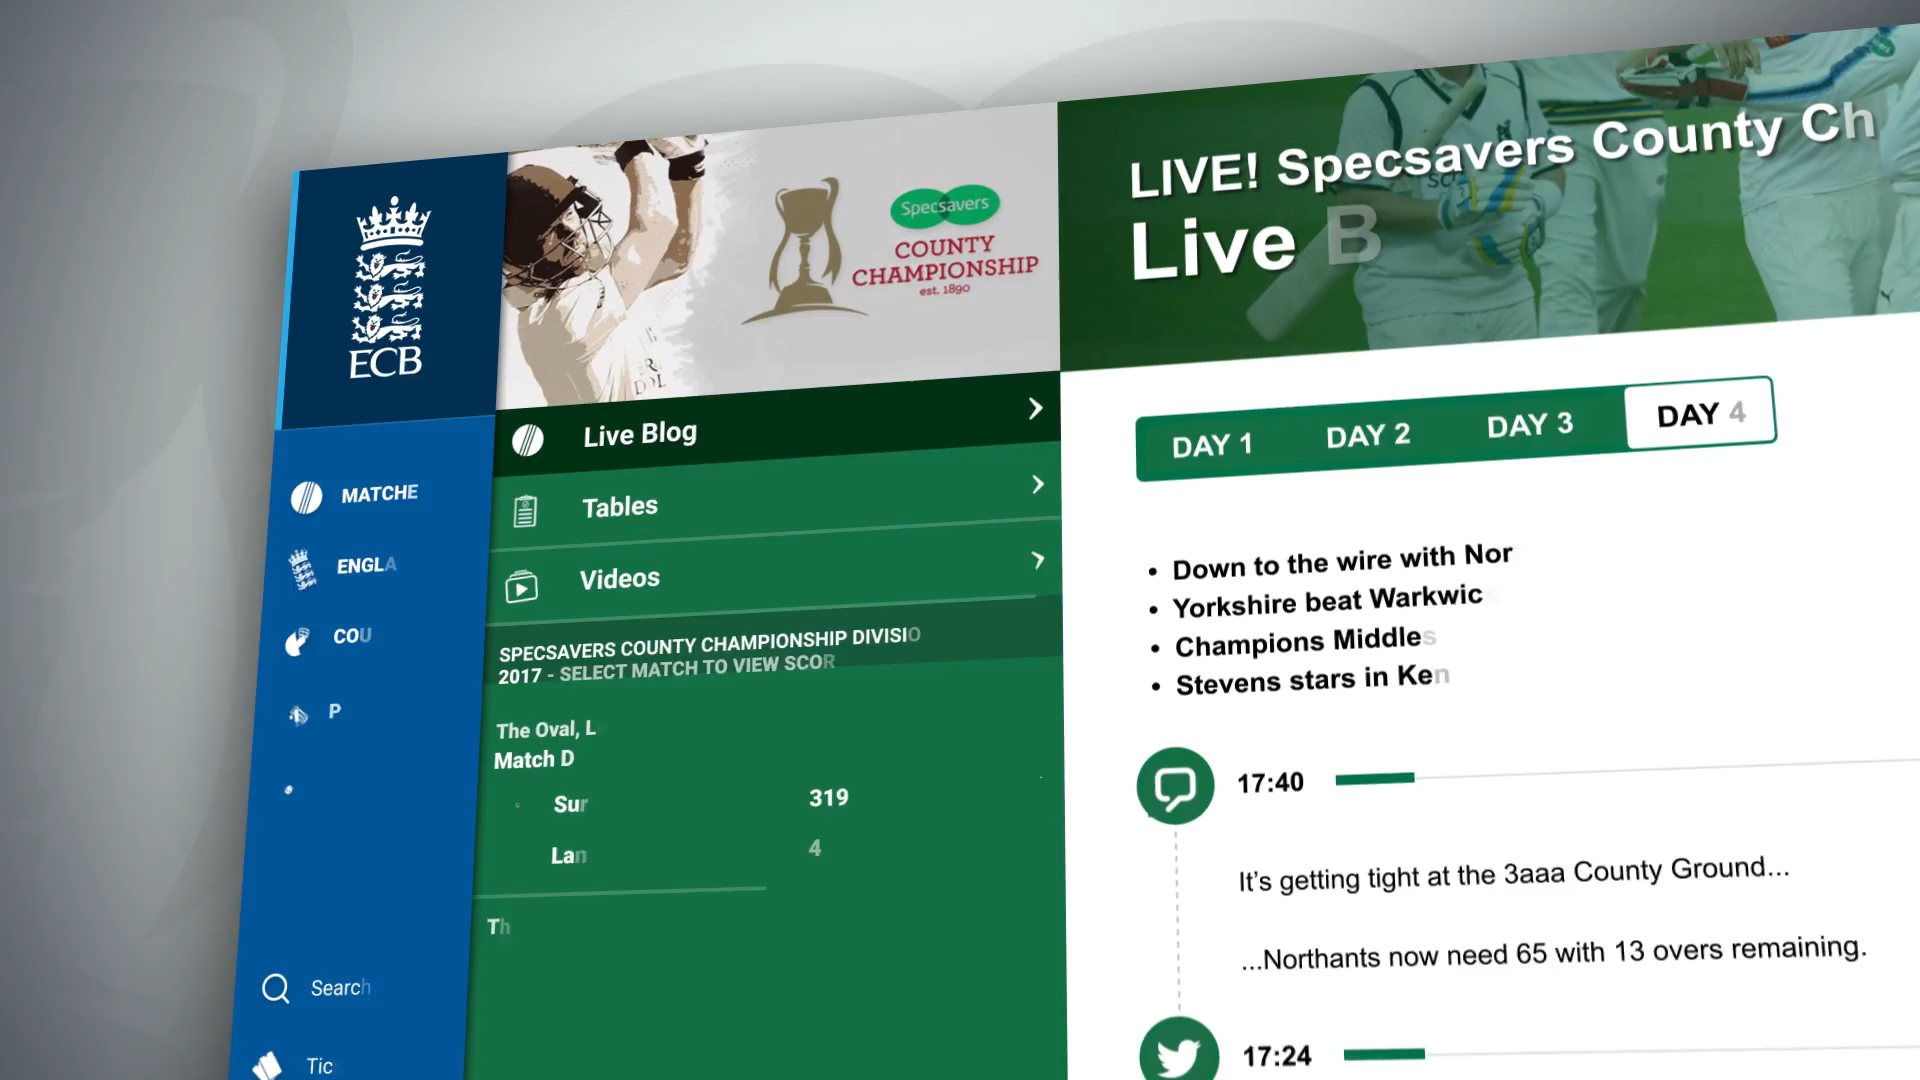 ECB
MATCHE
ENGLA
COU
P
Search
Tic
Specsavers
COUNTY
CHAMPIONSHIP
est. 1890
Live Blog
Tables
Videos
SPECSAVERS COUNTY CHAMPIONSHIP DIVISIO
2017 - SELECT MATCH TO VIEW SCOR
The Oval, L
Match D
Sur 319
Lan 4
Th
LIVE! Specsavers County Ch
Live B
DAY 1 DAY 2 DAY 3 DAY 4
• Down to the wire with Nor
• Yorkshire beat Warkwic
• Champions Middles
• Stevens stars in Ken
17:40
It's getting tight at the 3aaa County Ground...
...Northants now need 65 with 13 overs remaining.
17:24